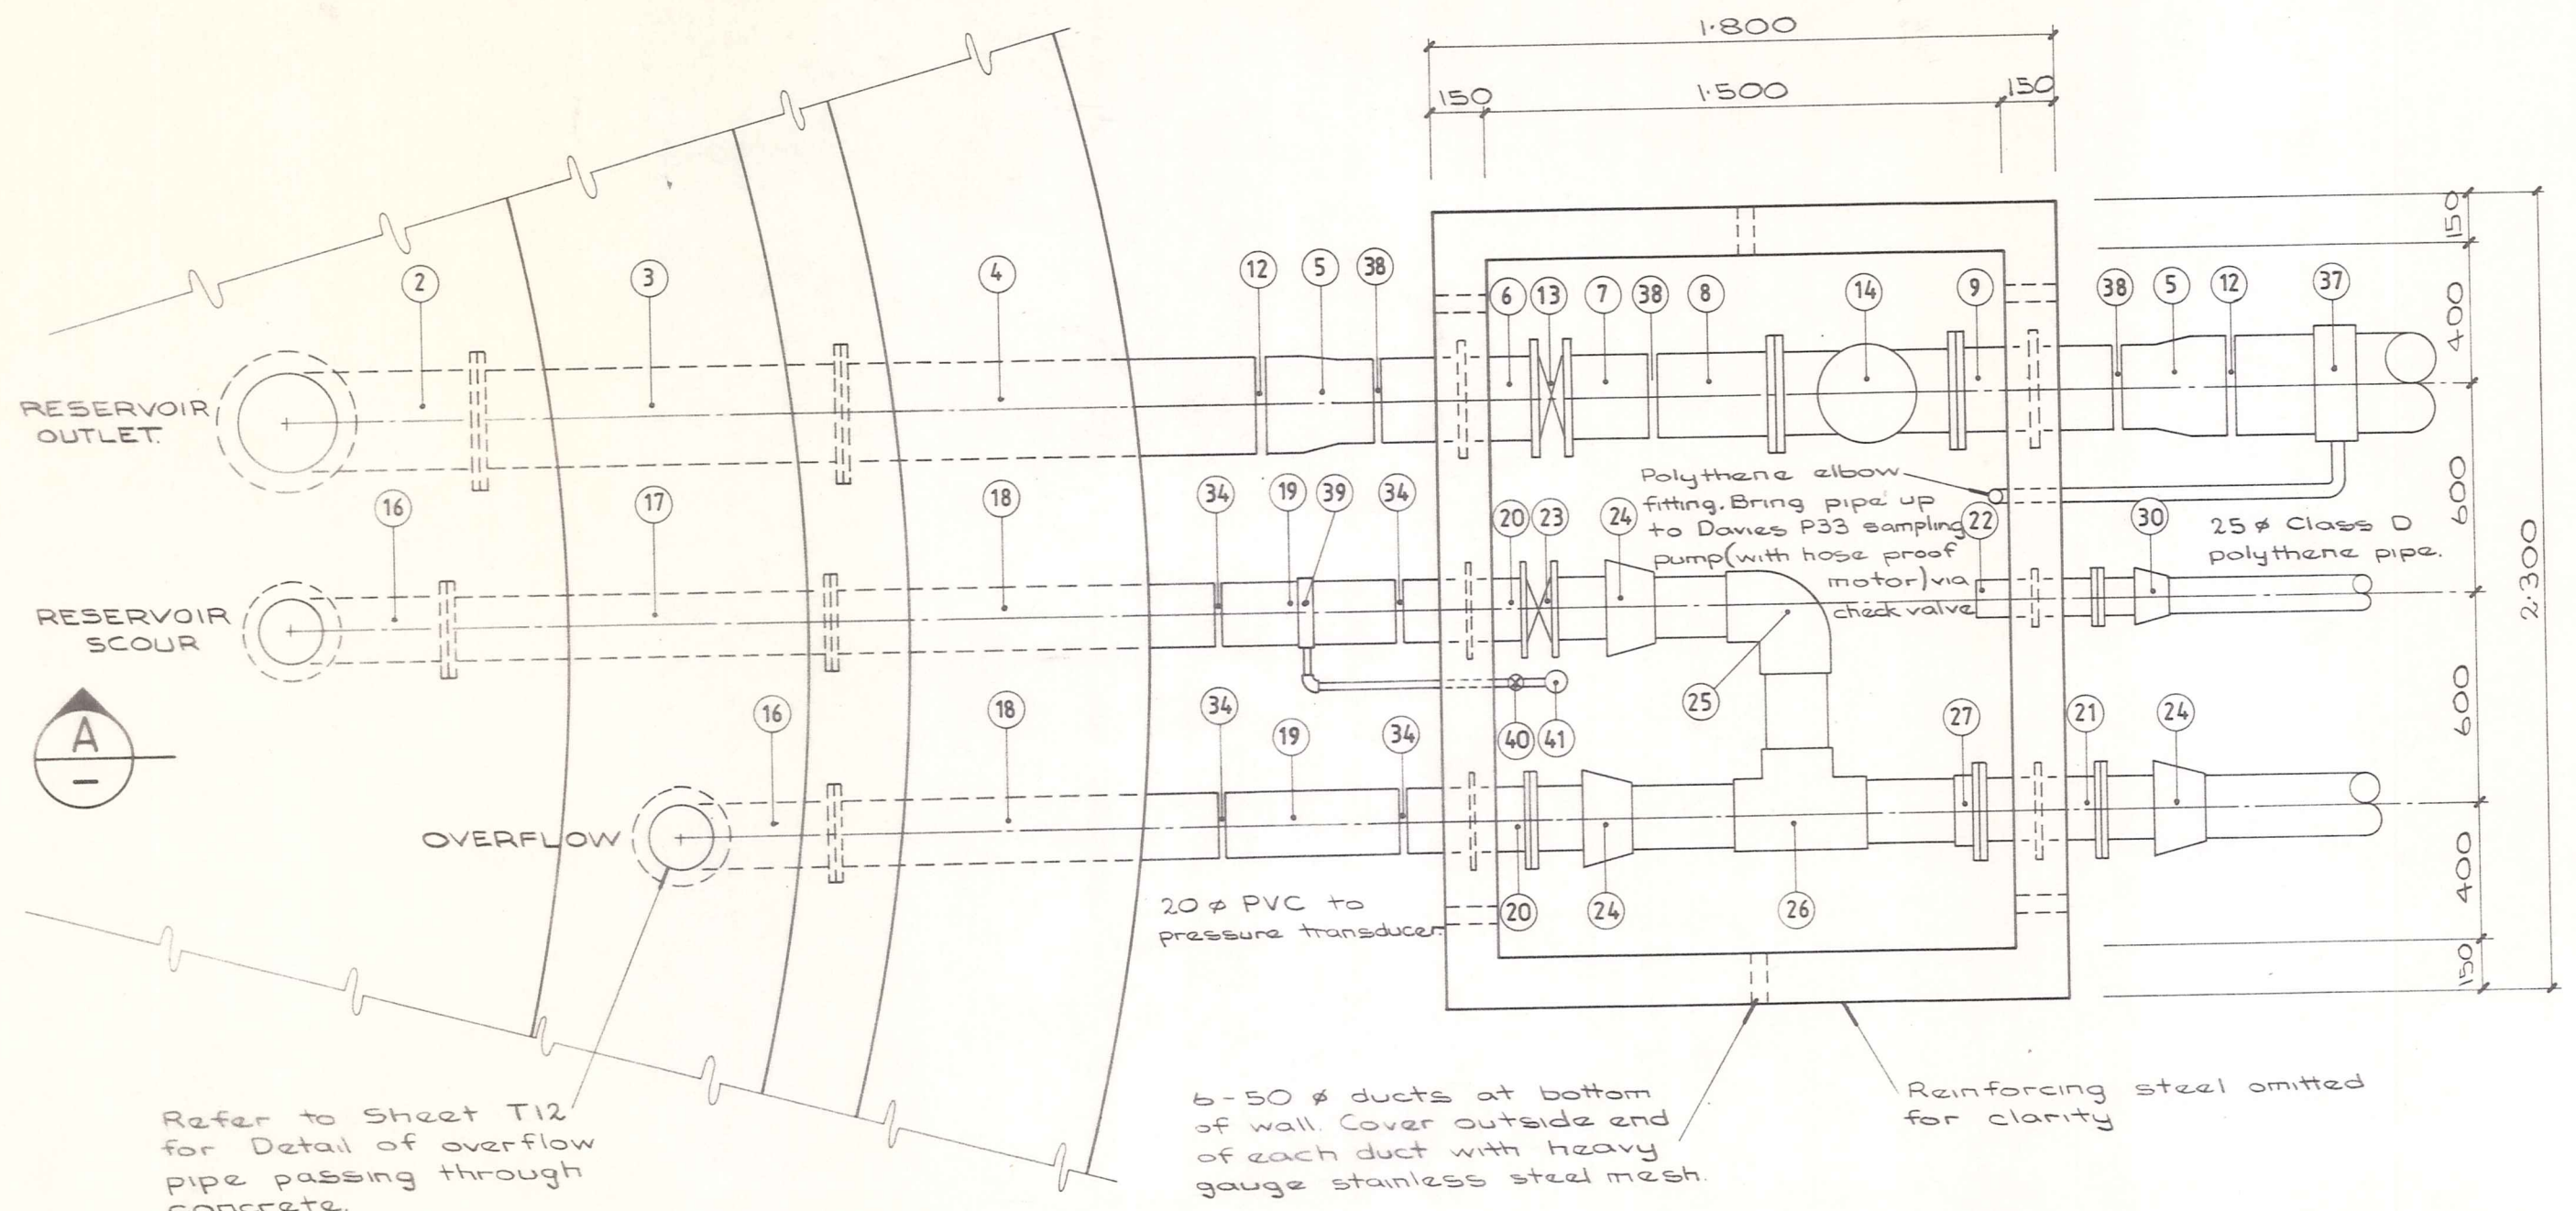 1·800
150
1·500
150
150
400
600
2·300
600
400
150
2
3
4
12
5
38
6
13
7
38
8
14
9
38
5
12
37
RESERVOIR
OUTLET.
16
17
18
34
19
39
34
20
23
24
22
30
Polythene elbow
fitting. Bring pipe up
to Davies P33 sampling
pump (with hose proof
motor) via
check valve
25 ø Class D
polythene pipe.
RESERVOIR
SCOUR
A
–
16
18
34
19
34
40
41
25
27
21
24
OVERFLOW
20
24
26
20 ø PVC to
pressure transducer.
Refer to Sheet T12
for Detail of overflow
pipe passing through
concrete.
6-50 ø ducts at bottom
of wall. Cover outside end
of each duct with heavy
gauge stainless steel mesh.
Reinforcing steel omitted
for clarity